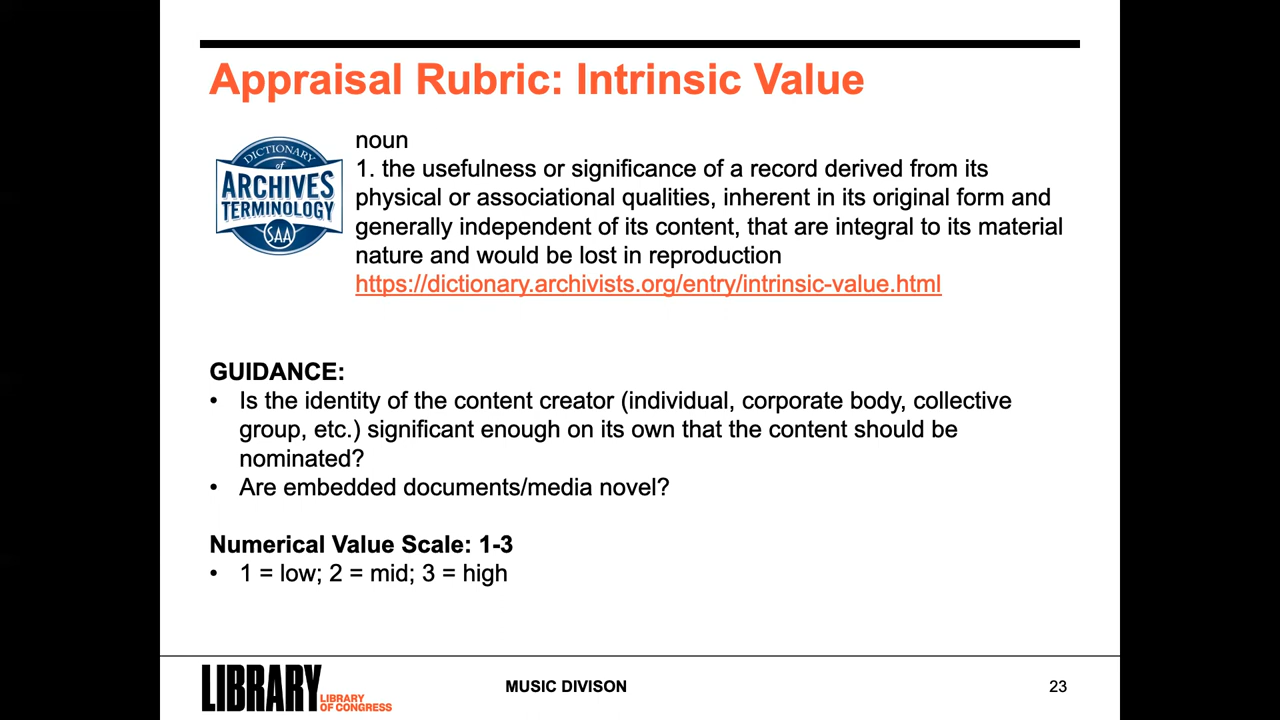 Appraisal Rubric: Intrinsic Value
DICTIONARY
of
ARCHIVES
TERMINOLOGY
SAA
noun
1. the usefulness or significance of a record derived from its
physical or associational qualities, inherent in its original form and
generally independent of its content, that are integral to its material
nature and would be lost in reproduction
https://dictionary.archivists.org/entry/intrinsic-value.html
GUIDANCE:
• Is the identity of the content creator (individual, corporate body, collective
group, etc.) significant enough on its own that the content should be
nominated?
• Are embedded documents/media novel?
Numerical Value Scale: 1-3
• 1 = low; 2 = mid; 3 = high
LIBRARY
LIBRARY
OF CONGRESS
MUSIC DIVISON
23